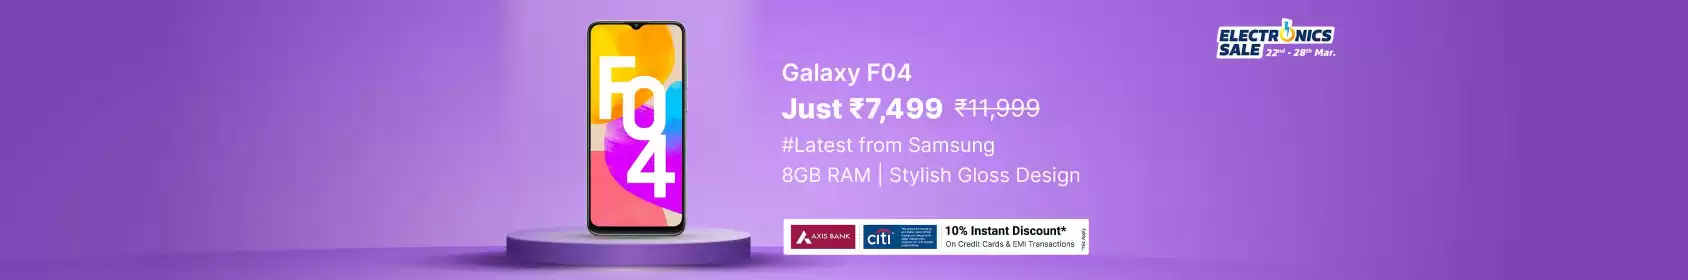 ELECTRONICS
SALE 22nd - 28th Mar.
F04
Galaxy F04
Just ₹7,499 ₹11,999
#Latest from Samsung
8GB RAM | Stylish Gloss Design
AXIS BANK
citi
10% Instant Discount*
On Credit Cards & EMI Transactions
*T&C Apply